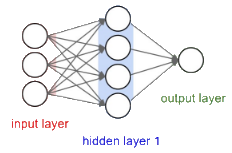 output layer
input layer
hidden layer 1